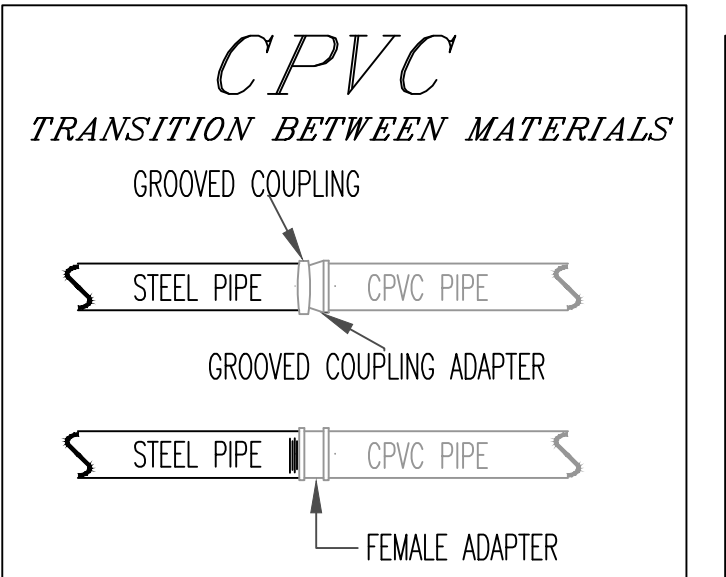 CPVC
TRANSITION BETWEEN MATERIALS
GROOVED COUPLING
STEEL PIPE CPVC PIPE
GROOVED COUPLING ADAPTER
STEEL PIPE CPVC PIPE
FEMALE ADAPTER